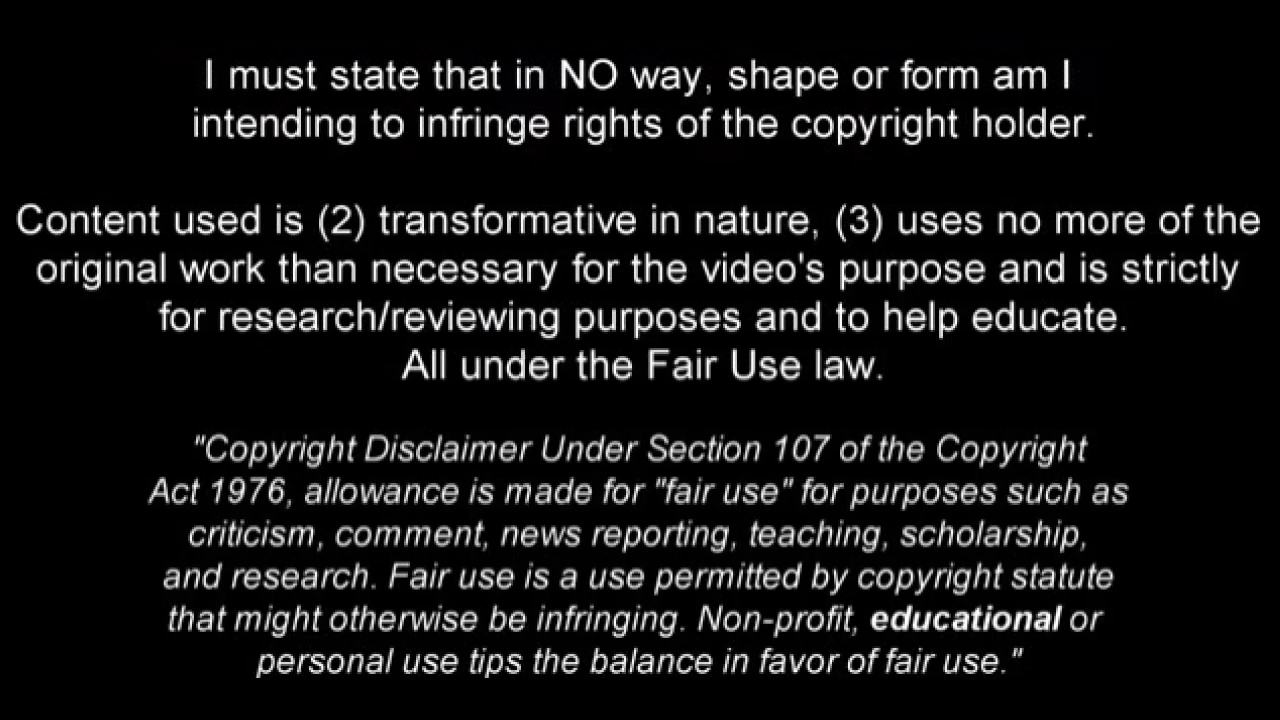 I must state that in NO way, shape or form am I
intending to infringe rights of the copyright holder.
Content used is (2) transformative in nature, (3) uses no more of the
original work than necessary for the video's purpose and is strictly
for research/reviewing purposes and to help educate.
All under the Fair Use law.
"Copyright Disclaimer Under Section 107 of the Copyright
Act 1976, allowance is made for "fair use" for purposes such as
criticism, comment, news reporting, teaching, scholarship,
and research. Fair use is a use permitted by copyright statute
that might otherwise be infringing. Non-profit, educational or
personal use tips the balance in favor of fair use."